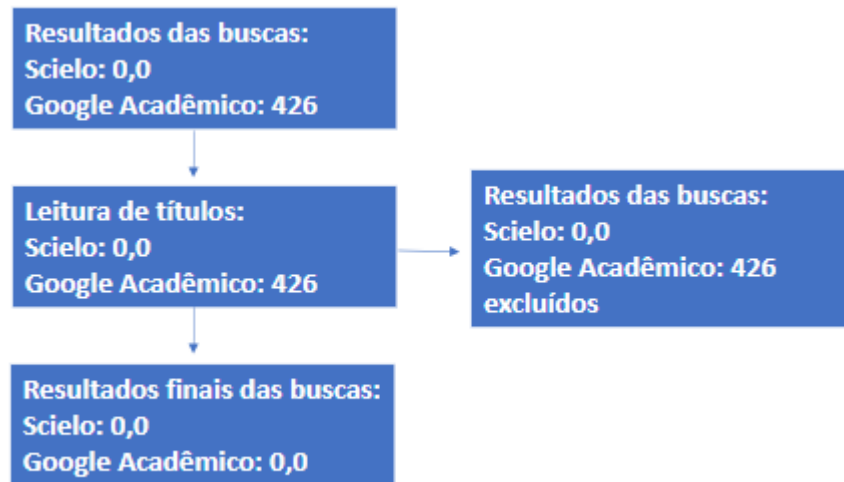 Resultados das buscas:
Scielo: 0,0
Google Acadêmico: 426
Leitura de títulos:
Scielo: 0,0
Google Acadêmico: 426
Resultados das buscas:
Scielo: 0,0
Google Acadêmico: 426
excluídos
Resultados finais das buscas:
Scielo: 0,0
Google Acadêmico: 0,0